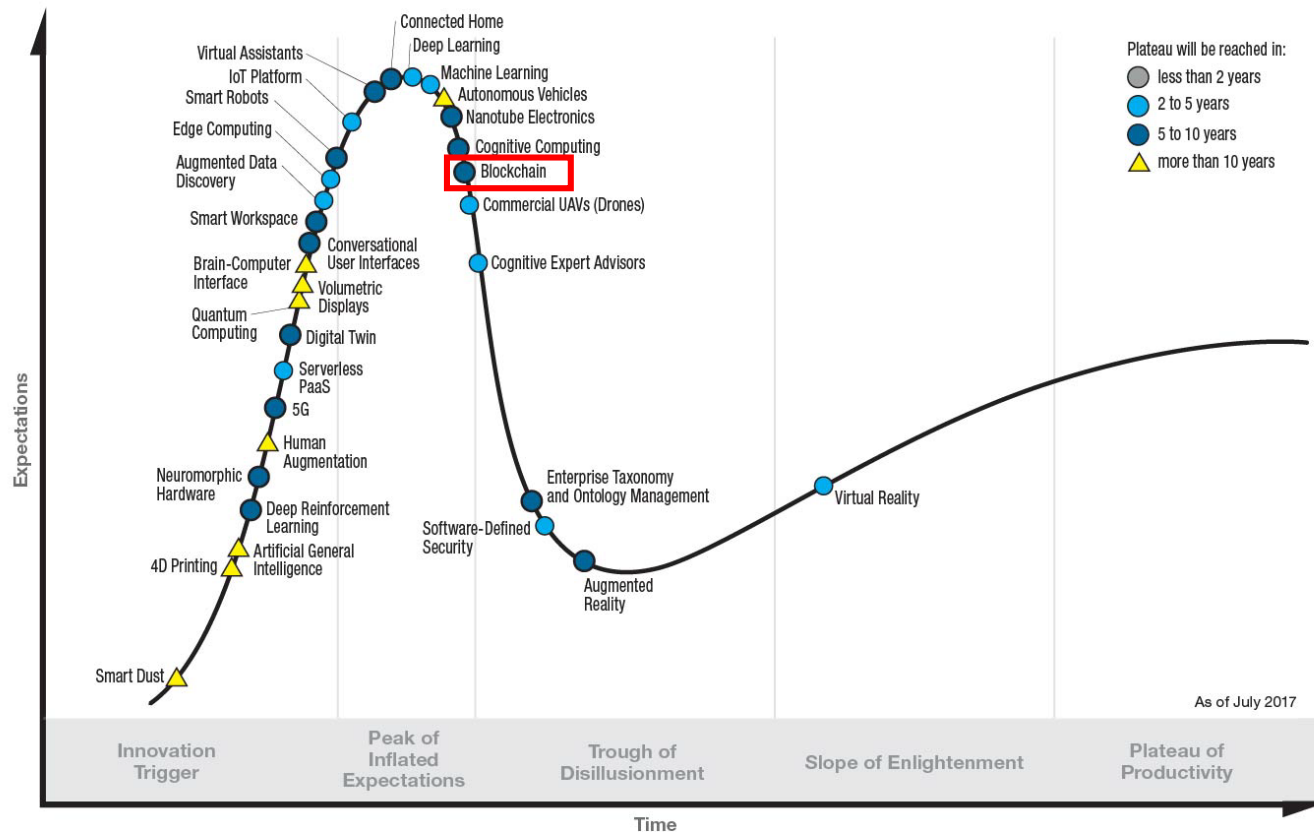 Connected Home
Deep Learning
Virtual Assistants
Machine Learning
IoT Platform
Autonomous Vehicles
Smart Robots
Nanotube Electronics
Edge Computing
Cognitive Computing
Augmented Data
Discovery
Blockchain
Commercial UAVs (Drones)
Smart Workspace
Conversational
User Interfaces
Brain-Computer
Interface
Cognitive Expert Advisors
Volumetric
Displays
Quantum
Computing
Digital Twin
Serverless
PaaS
5G
Human
Augmentation
Neuromorphic
Hardware
Deep Reinforcement
Learning
Artificial General
Intelligence
4D Printing
Smart Dust
Enterprise Taxonomy
and Ontology Management
Software-Defined
Security
Augmented
Reality
Virtual Reality
Plateau will be reached in:
less than 2 years
2 to 5 years
5 to 10 years
more than 10 years
As of July 2017
Expectations
Innovation
Trigger
Peak of
Inflated
Expectations
Trough of
Disillusionment
Slope of Enlightenment
Plateau of
Productivity
Time